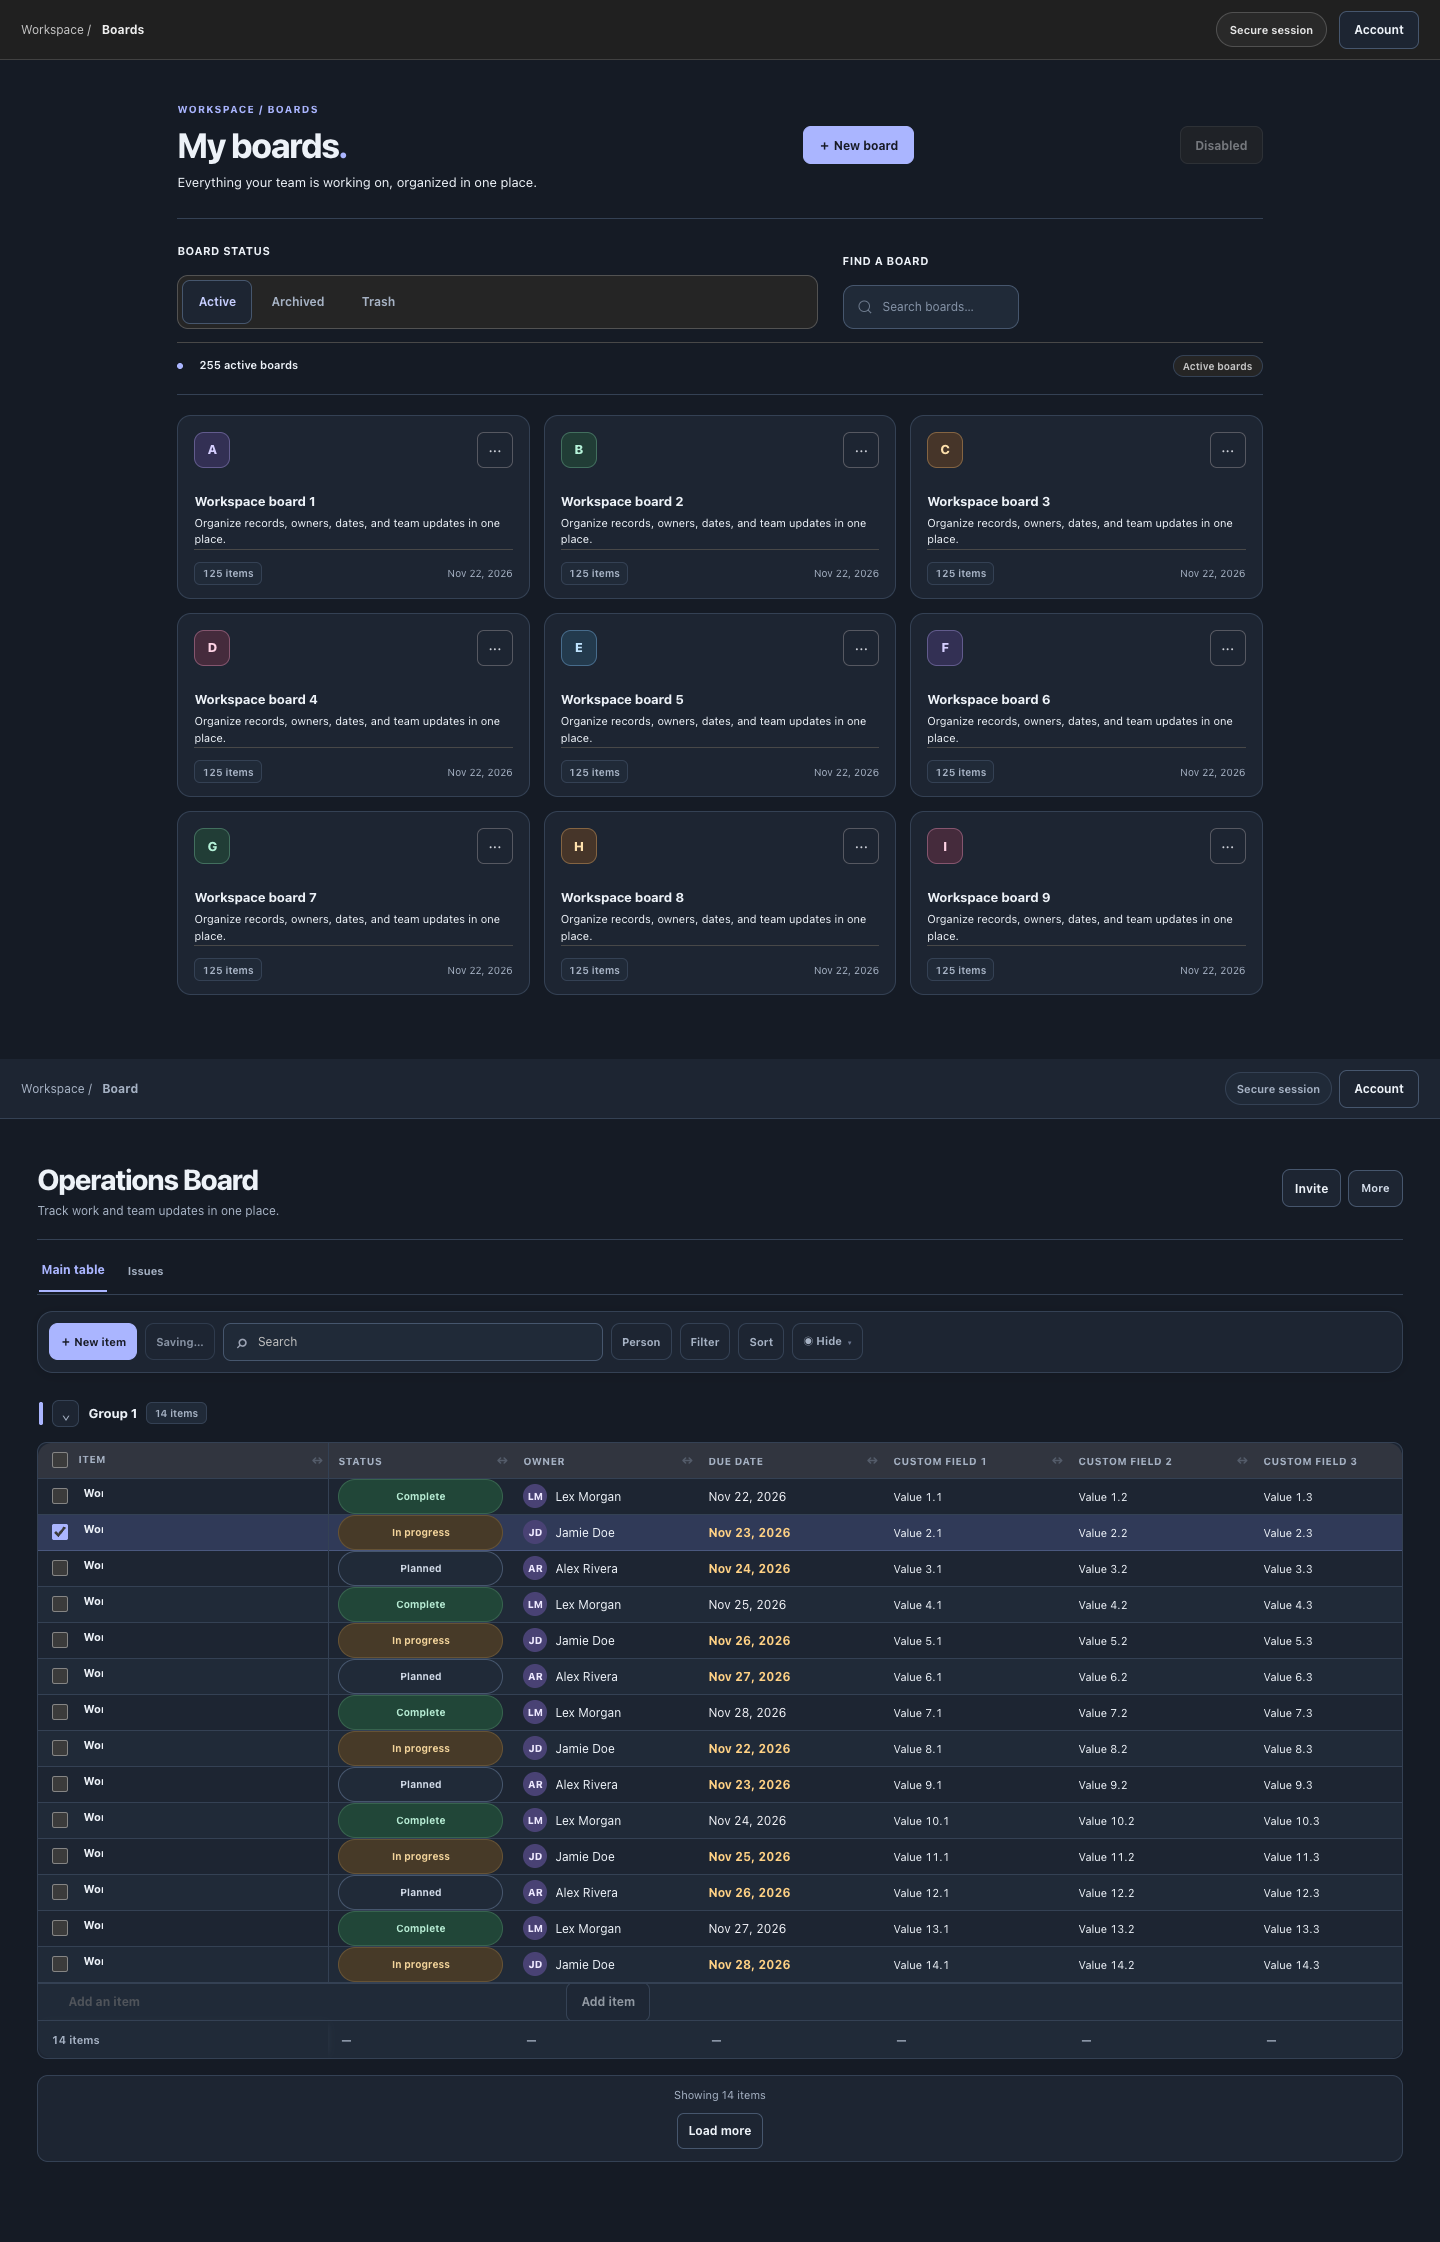 Workspace / Boards
Secure session
Account
WORKSPACE / BOARDS
My boards.
+ New board
Disabled
Everything your team is working on, organized in one place.
BOARD STATUS
FIND A BOARD
Active
Archived
Trash
Search boards...
255 active boards
Active boards
A
...
B
...
C
...
Workspace board 1
Workspace board 2
Workspace board 3
Organize records, owners, dates, and team updates in one
place.
Organize records, owners, dates, and team updates in one
place.
Organize records, owners, dates, and team updates in one
place.
125 items
Nov 22, 2026
125 items
Nov 22, 2026
125 items
Nov 22, 2026
D
...
E
...
F
...
Workspace board 4
Workspace board 5
Workspace board 6
Organize records, owners, dates, and team updates in one
place.
Organize records, owners, dates, and team updates in one
place.
Organize records, owners, dates, and team updates in one
place.
125 items
Nov 22, 2026
125 items
Nov 22, 2026
125 items
Nov 22, 2026
G
...
H
...
I
...
Workspace board 7
Workspace board 8
Workspace board 9
Organize records, owners, dates, and team updates in one
place.
Organize records, owners, dates, and team updates in one
place.
Organize records, owners, dates, and team updates in one
place.
125 items
Nov 22, 2026
125 items
Nov 22, 2026
125 items
Nov 22, 2026
Workspace / Board
Secure session
Account
Operations Board
Invite
More
Track work and team updates in one place.
Main table
Issues
+ New item
Saving...
Search
Person
Filter
Sort
Hide
Group 1
14 items
ITEM STATUS OWNER DUE DATE CUSTOM FIELD 1 CUSTOM FIELD 2 CUSTOM FIELD 3
Wor Complete LM Lex Morgan Nov 22, 2026 Value 1.1 Value 1.2 Value 1.3
Wor In progress JD Jamie Doe Nov 23, 2026 Value 2.1 Value 2.2 Value 2.3
Wor Planned AR Alex Rivera Nov 24, 2026 Value 3.1 Value 3.2 Value 3.3
Wor Complete LM Lex Morgan Nov 25, 2026 Value 4.1 Value 4.2 Value 4.3
Wor In progress JD Jamie Doe Nov 26, 2026 Value 5.1 Value 5.2 Value 5.3
Wor Planned AR Alex Rivera Nov 27, 2026 Value 6.1 Value 6.2 Value 6.3
Wor Complete LM Lex Morgan Nov 28, 2026 Value 7.1 Value 7.2 Value 7.3
Wor In progress JD Jamie Doe Nov 22, 2026 Value 8.1 Value 8.2 Value 8.3
Wor Planned AR Alex Rivera Nov 23, 2026 Value 9.1 Value 9.2 Value 9.3
Wor Complete LM Lex Morgan Nov 24, 2026 Value 10.1 Value 10.2 Value 10.3
Wor In progress JD Jamie Doe Nov 25, 2026 Value 11.1 Value 11.2 Value 11.3
Wor Planned AR Alex Rivera Nov 26, 2026 Value 12.1 Value 12.2 Value 12.3
Wor Complete LM Lex Morgan Nov 27, 2026 Value 13.1 Value 13.2 Value 13.3
Wor In progress JD Jamie Doe Nov 28, 2026 Value 14.1 Value 14.2 Value 14.3
Add an item
Add item
14 items — — — — — —
Showing 14 items
Load more